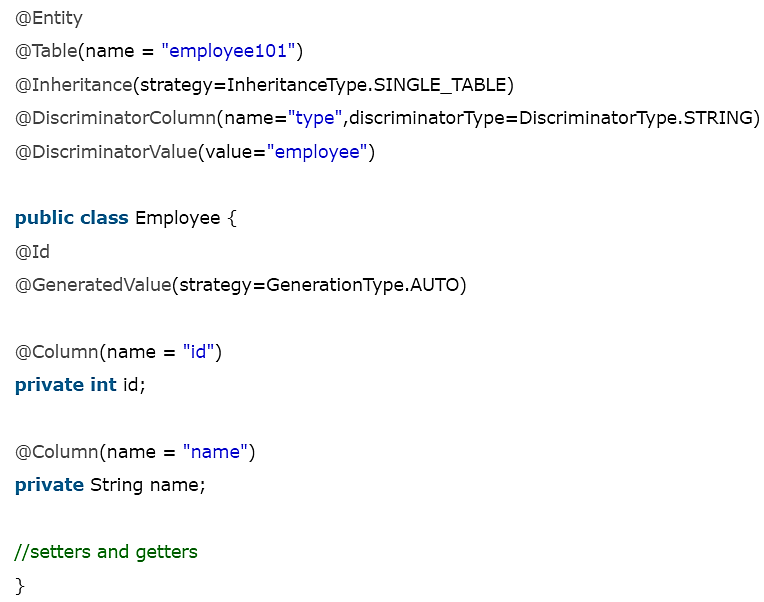 @Entity
@Table(name = "employee101")
@Inheritance(strategy=InheritanceType.SINGLE_TABLE)
@DiscriminatorColumn(name="type",discriminatorType=DiscriminatorType.STRING)
@DiscriminatorValue(value="employee")
public class Employee {
@Id
@GeneratedValue(strategy=GenerationType.AUTO)
@Column(name = "id")
private int id;
@Column(name = "name")
private String name;
//setters and getters
}